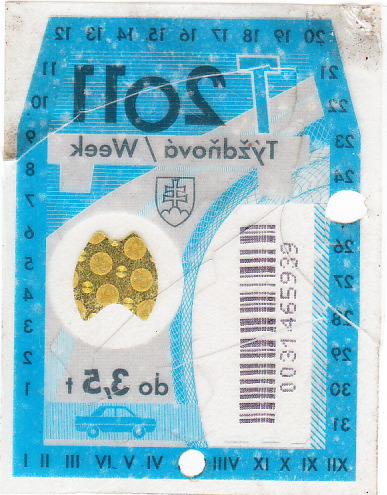 12 13 14 15 16 17 18 19 20
11 21
10 22
9 23
8 24
7
6 26
5 27
4 28
3 29
2 30
1 31
T 2011
Týždňová / Week
0031465939
do 3,5 t
I II III IV V VI VIII IX X XI XII